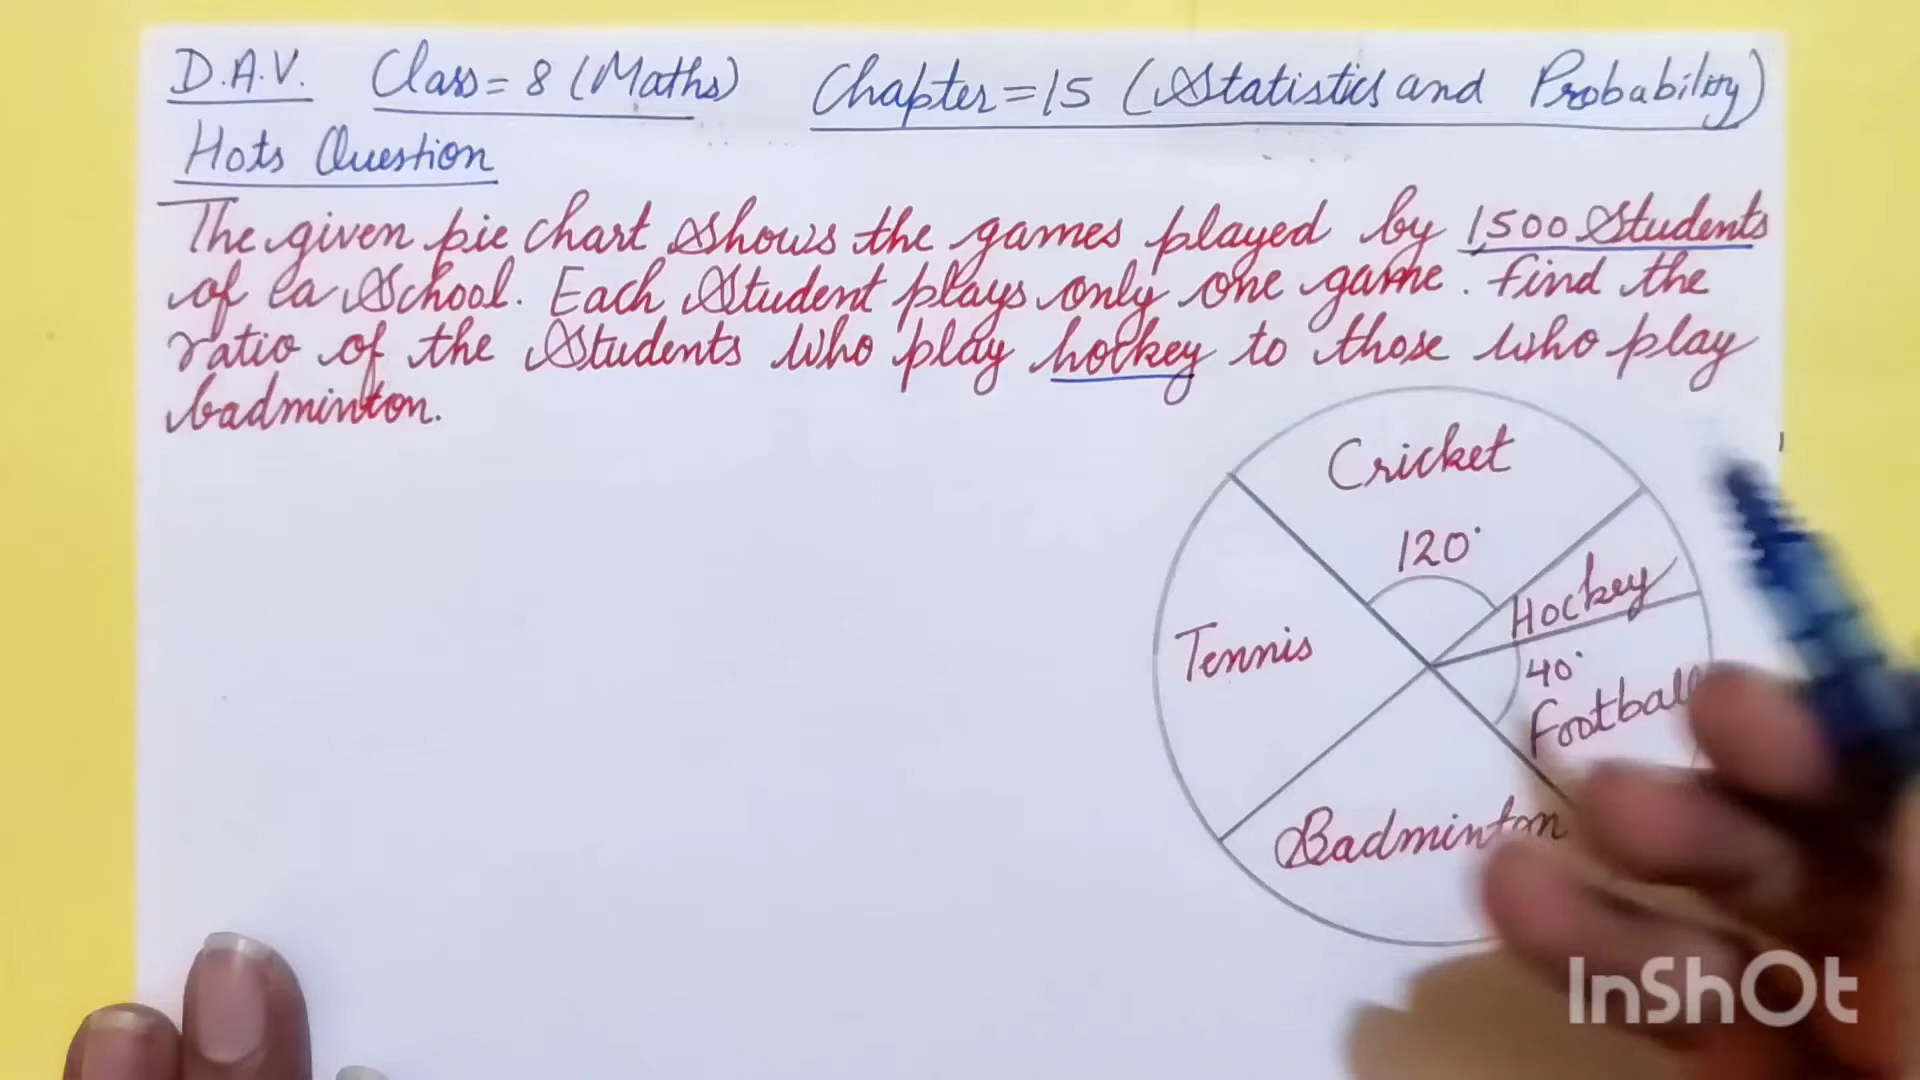 D.A.V. Class = 8 (Maths) Chapter = 15 (Statistics and Probability)
Hots Question
The given pie chart shows the games played by 1500 Students
of a School. Each Student plays only one game. Find the
ratio of the Students who play hockey to those who play
badminton.
Cricket
120°
Hockey
Tennis
40°
Football
Badminton
InShOt